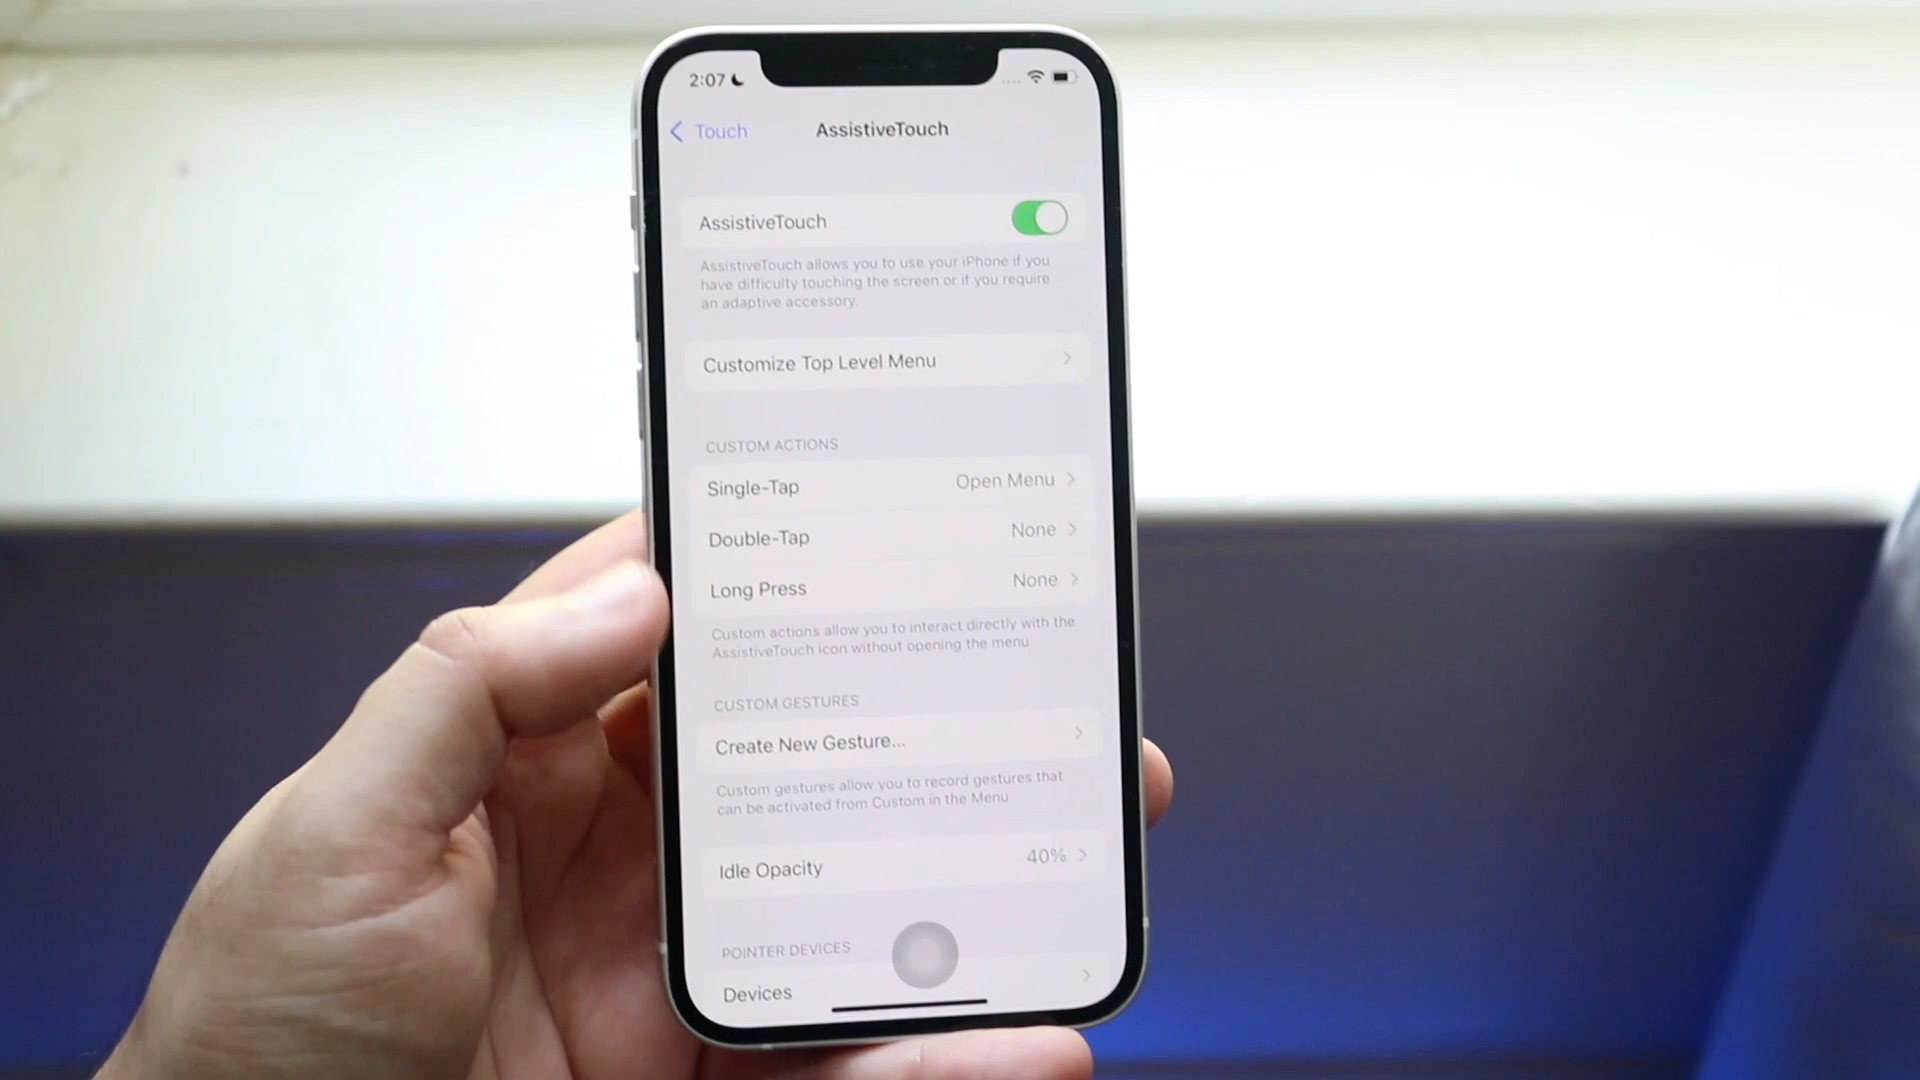 2:07
Touch
AssistiveTouch
AssistiveTouch
AssistiveTouch allows you to use your iPhone if you
have difficulty touching the screen or if you require
an adaptive accessory.
Customize Top Level Menu
CUSTOM ACTIONS
Single-Tap Open Menu
Double-Tap None
Long Press None
Custom actions allow you to interact directly with the
AssistiveTouch icon without opening the menu.
CUSTOM GESTURES
Create New Gesture...
Custom gestures allow you to record gestures that
can be activated from Custom in the Menu.
Idle Opacity 40%
POINTER DEVICES
Devices